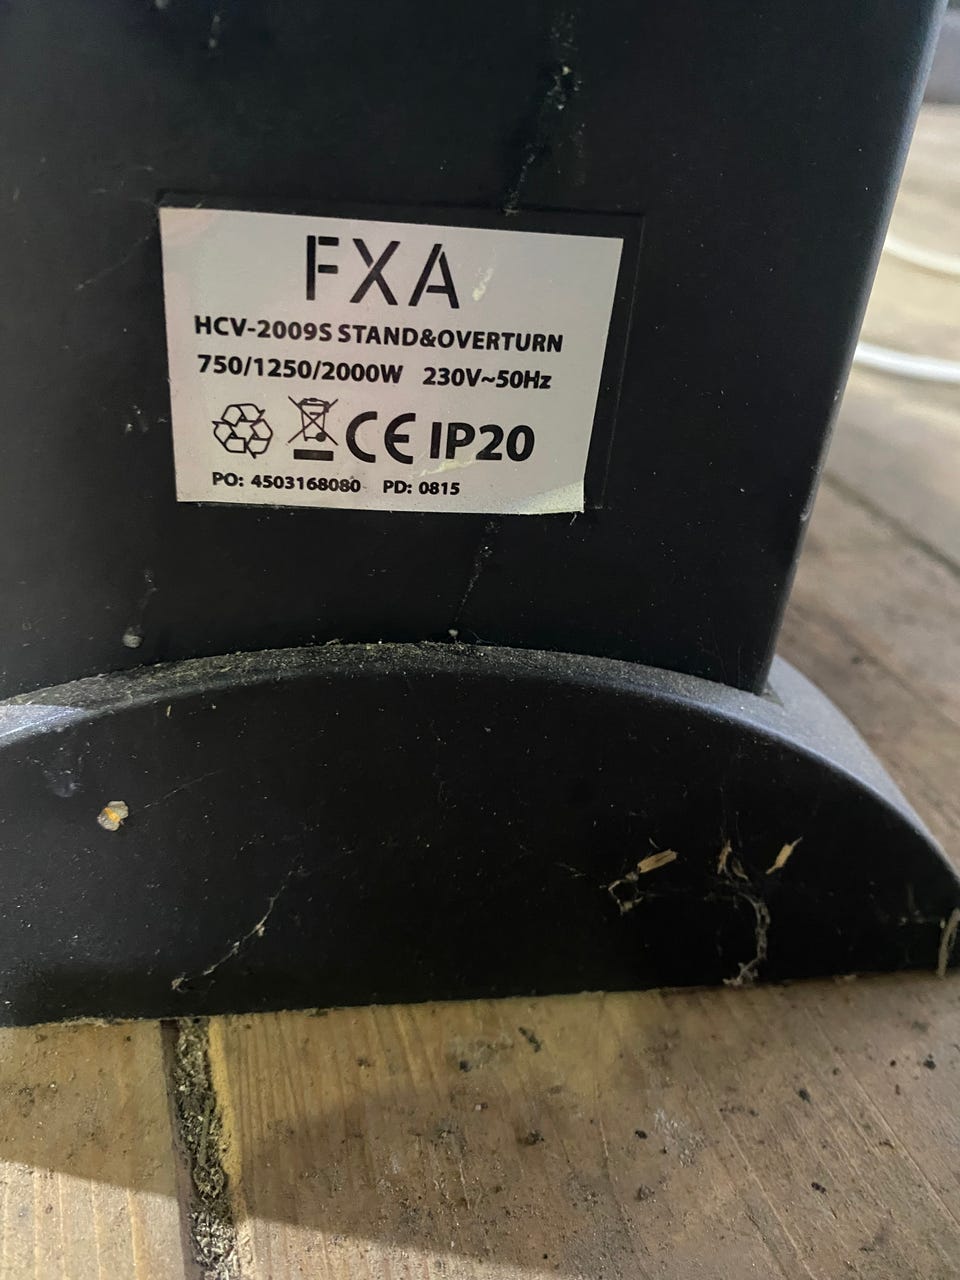 FXA
HCV-2009S STAND&OVERTURN
750/1250/2000W 230V~50Hz
CE IP20
PO: 4503168080 PD: 0815